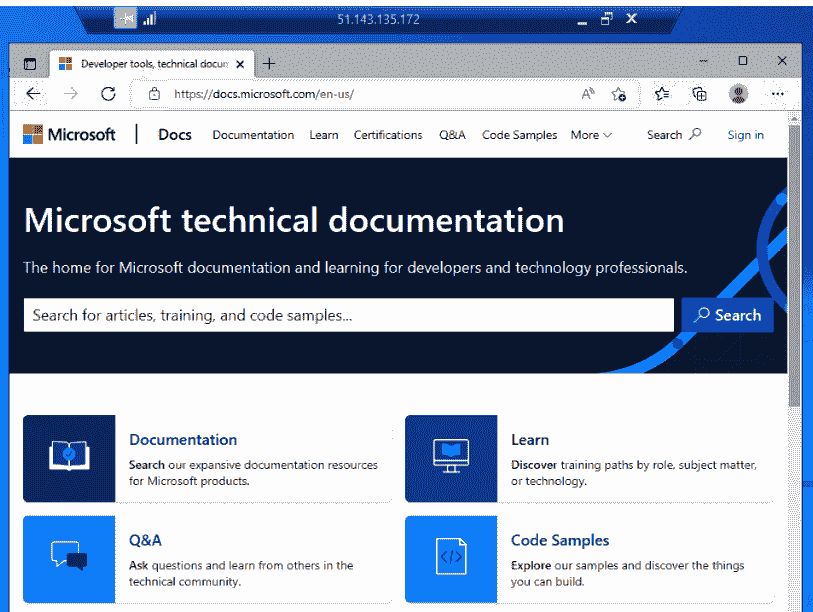 51.143.135.172
Developer tools, technical docum
https://docs.microsoft.com/en-us/
Microsoft | Docs Documentation Learn Certifications Q&A Code Samples More Search Sign in
Microsoft technical documentation
The home for Microsoft documentation and learning for developers and technology professionals.
Search for articles, training, and code samples... Search
Documentation
Search our expansive documentation resources
for Microsoft products.
Learn
Discover training paths by role, subject matter,
or technology.
Q&A
Ask questions and learn from others in the
technical community.
Code Samples
Explore our samples and discover the things
you can build.